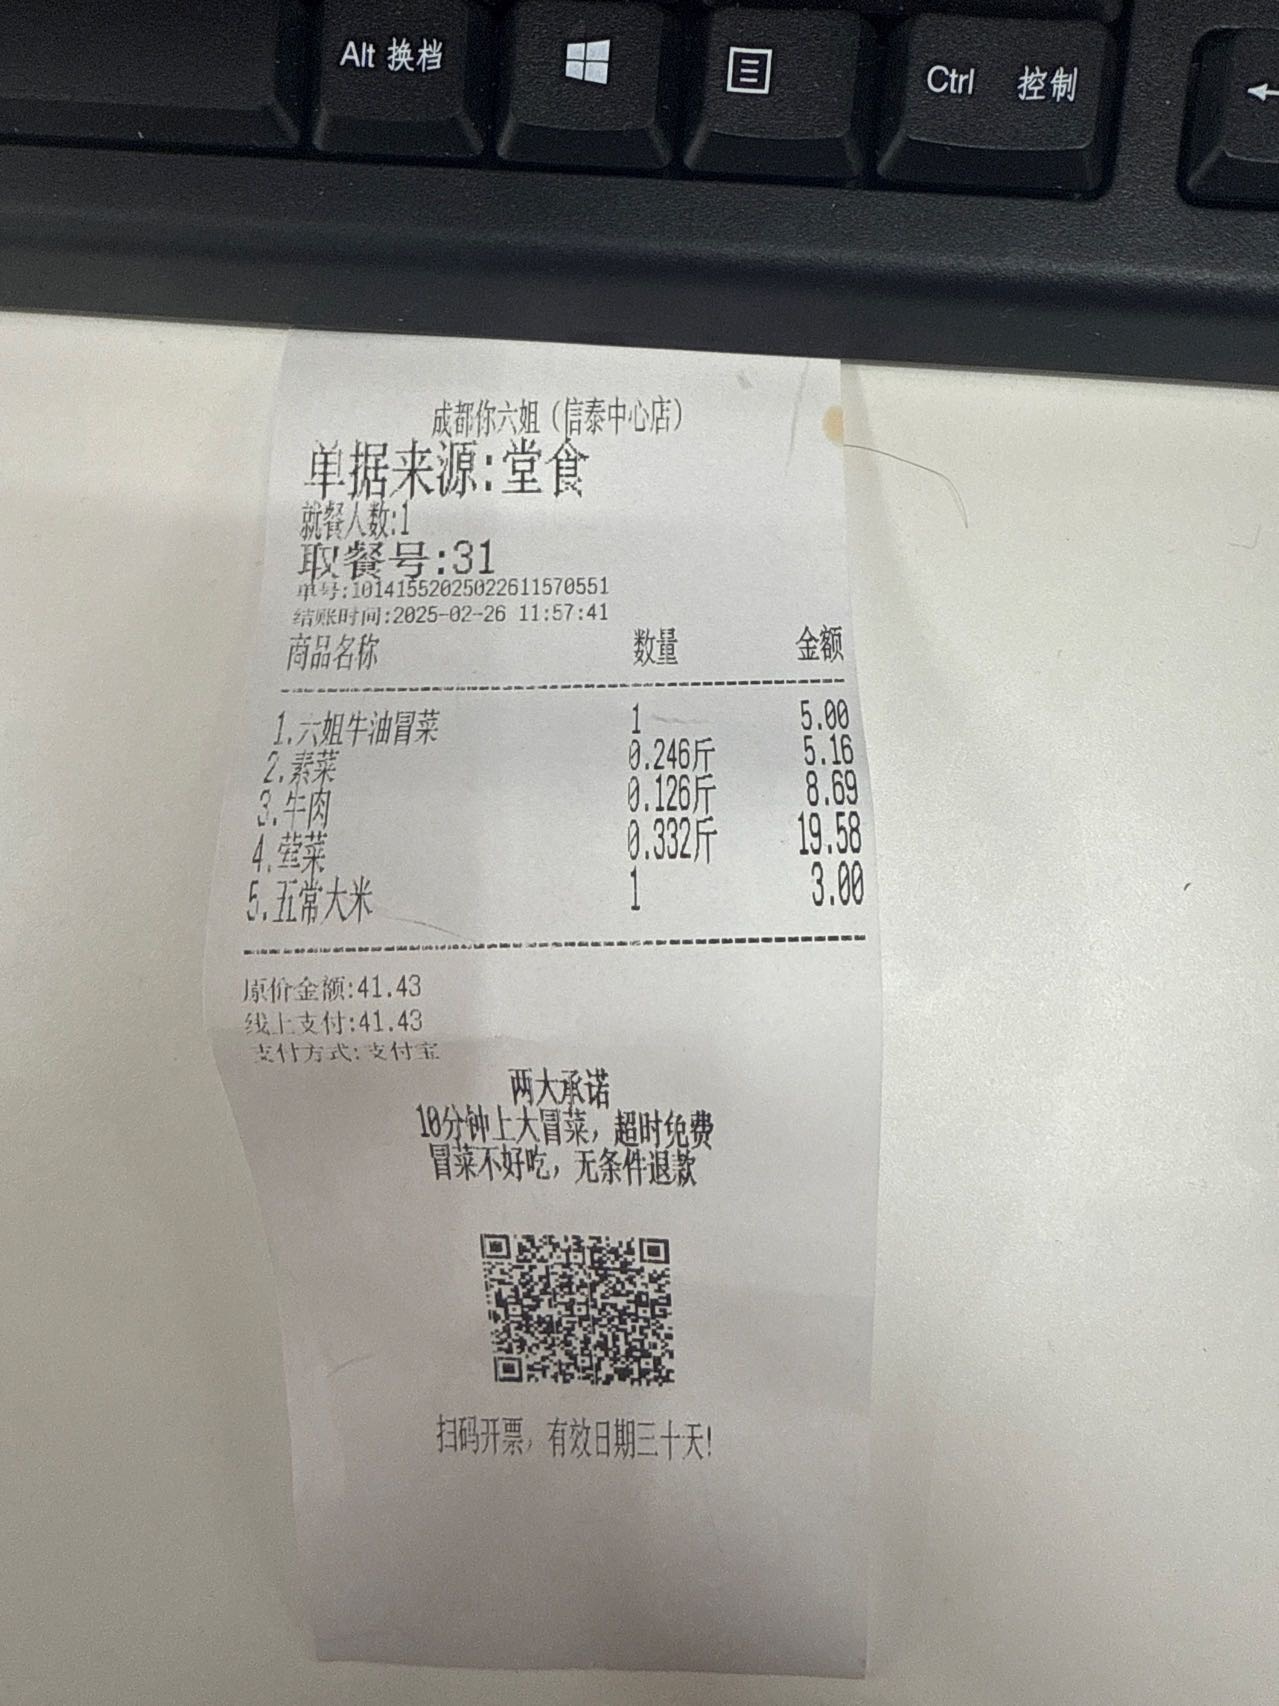 Alt 换档
Ctrl 控制
成都你六姐（信泰中心店）
单据来源:堂食
就餐人数:1
取餐号:31
单号:10141552025022611570551
结账时间:2025-02-26 11:57:41
商品名称 数量 金额
1.六姐牛油冒菜 1 5.00
2.素菜 0.246斤 5.16
3.牛肉 0.126斤 8.69
4.荤菜 0.332斤 19.58
5.五常大米 1 3.00
原价金额:41.43
线上支付:41.43
支付方式:支付宝
两大承诺
10分钟上大冒菜，超时免费
冒菜不好吃，无条件退款
扫码开票，有效日期三十天!